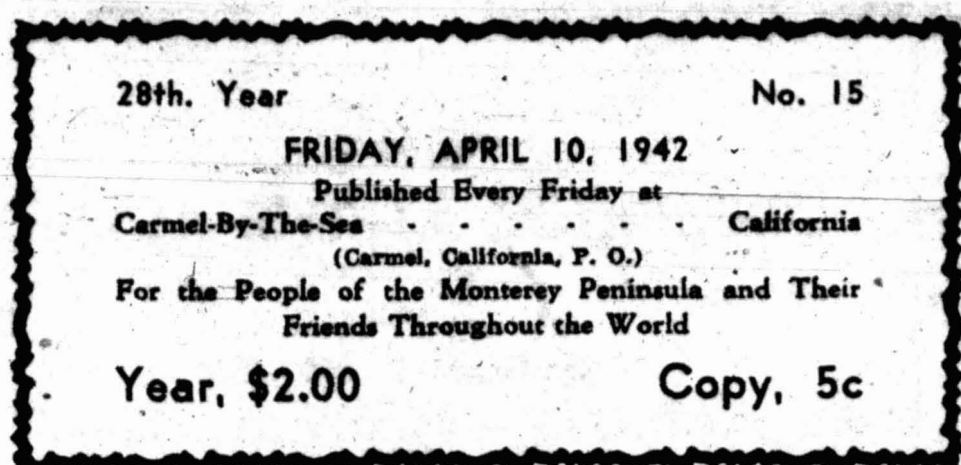 28th. Year No. 15
FRIDAY, APRIL 10, 1942
Published Every Friday at
Carmel-By-The-Sea - - - - - - California
(Carmel, California, P. O.)
For the People of the Monterey Peninsula and Their
Friends Throughout the World
Year, $2.00 Copy, 5c